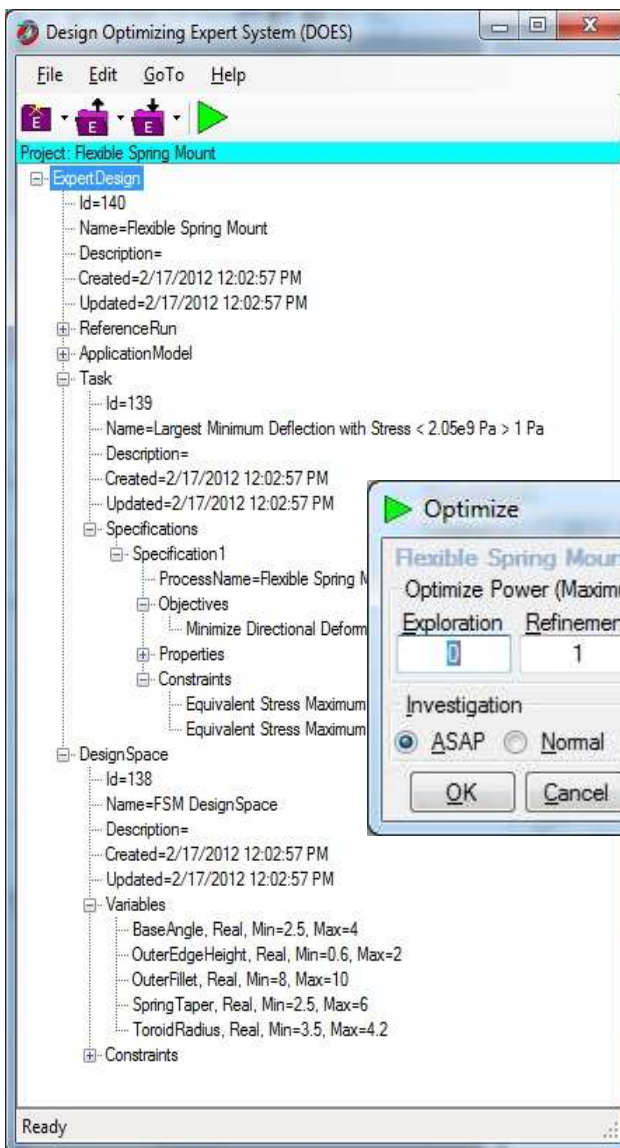 Design Optimizing Expert System (DOES)
File Edit GoTo Help
E E E
Project: Flexible Spring Mount
ExpertDesign
Id=140
Name=Flexible Spring Mount
Description=
Created=2/17/2012 12:02:57 PM
Updated=2/17/2012 12:02:57 PM
ReferenceRun
ApplicationModel
Task
Id=139
Name=Largest Minimum Deflection with Stress < 2.05e9 Pa > 1 Pa
Description=
Created=2/17/2012 12:02:57 PM
Updated=2/17/2012 12:02:57 PM
Specifications
Specification1
ProcessName=Flexible Spring M
Objectives
Minimize Directional Deform
Properties
Constraints
Equivalent Stress Maximum
Equivalent Stress Maximum
DesignSpace
Id=138
Name=FSM DesignSpace
Description=
Created=2/17/2012 12:02:57 PM
Updated=2/17/2012 12:02:57 PM
Variables
BaseAngle, Real, Min=2.5, Max=4
OuterEdgeHeight, Real, Min=0.6, Max=2
OuterFillet, Real, Min=8, Max=10
SpringTaper, Real, Min=2.5, Max=6
ToroidRadius, Real, Min=3.5, Max=4.2
Constraints
Ready
Optimize
Flexible Spring Moun
Optimize Power (Maxim
Exploration Refinemen
0 1
Investigation
ASAP Normal
OK Cancel